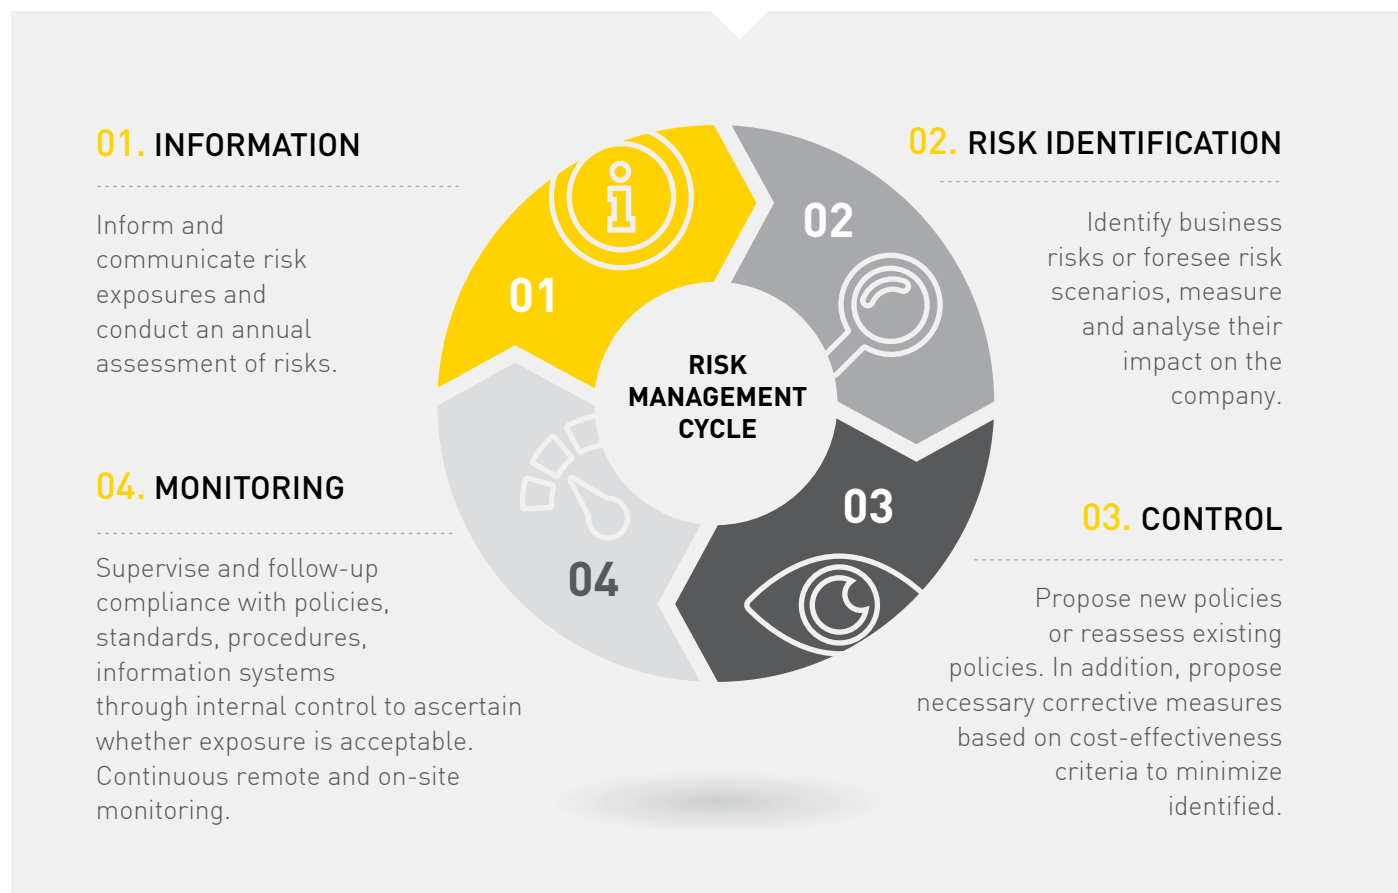 01. INFORMATION
Inform and
communicate risk
exposures and
conduct an annual
assessment of risks.
02. RISK IDENTIFICATION
Identify business
risks or foresee risk
scenarios, measure
and analyse their
impact on the
company.
01
02
03
04
RISK
MANAGEMENT
CYCLE
03. CONTROL
Propose new policies
or reassess existing
policies. In addition, propose
necessary corrective measures
based on cost-effectiveness
criteria to minimize
identified.
04. MONITORING
Supervise and follow-up
compliance with policies,
standards, procedures,
information systems
through internal control to ascertain
whether exposure is acceptable.
Continuous remote and on-site
monitoring.